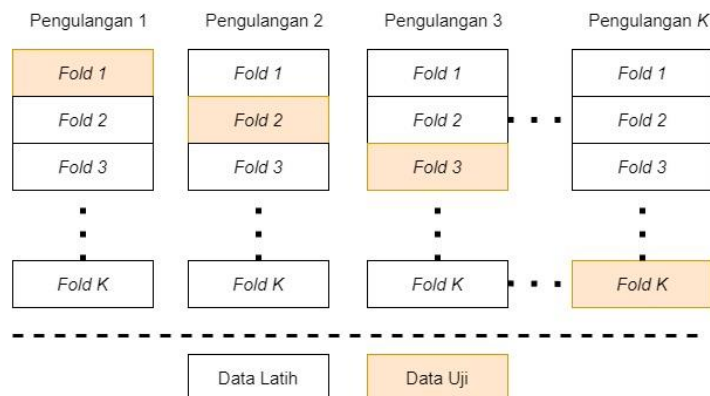 Pengulangan 1 Pengulangan 2 Pengulangan 3 Pengulangan K
Fold 1 Fold 1 Fold 1 Fold 1
Fold 2 Fold 2 Fold 2 Fold 2
Fold 3 Fold 3 Fold 3 Fold 3
Fold K Fold K Fold K Fold K
Data Latih Data Uji